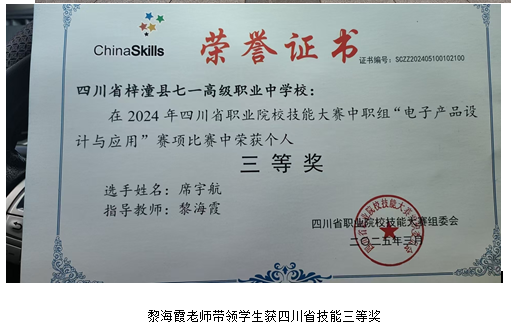 ChinaSkills
荣誉证书
证书编号：SCZZ202405100102100
四川省梓潼县七一高级职业中学校：
在2024年四川省职业院校技能大赛中职组“电子产品设
计与应用”赛项比赛中荣获个人
三等奖
选手姓名：席宇航
指导教师：黎海霞
四川省职业院校技能大赛组委会
二〇二五年三月
黎海霞老师带领学生获四川省技能三等奖